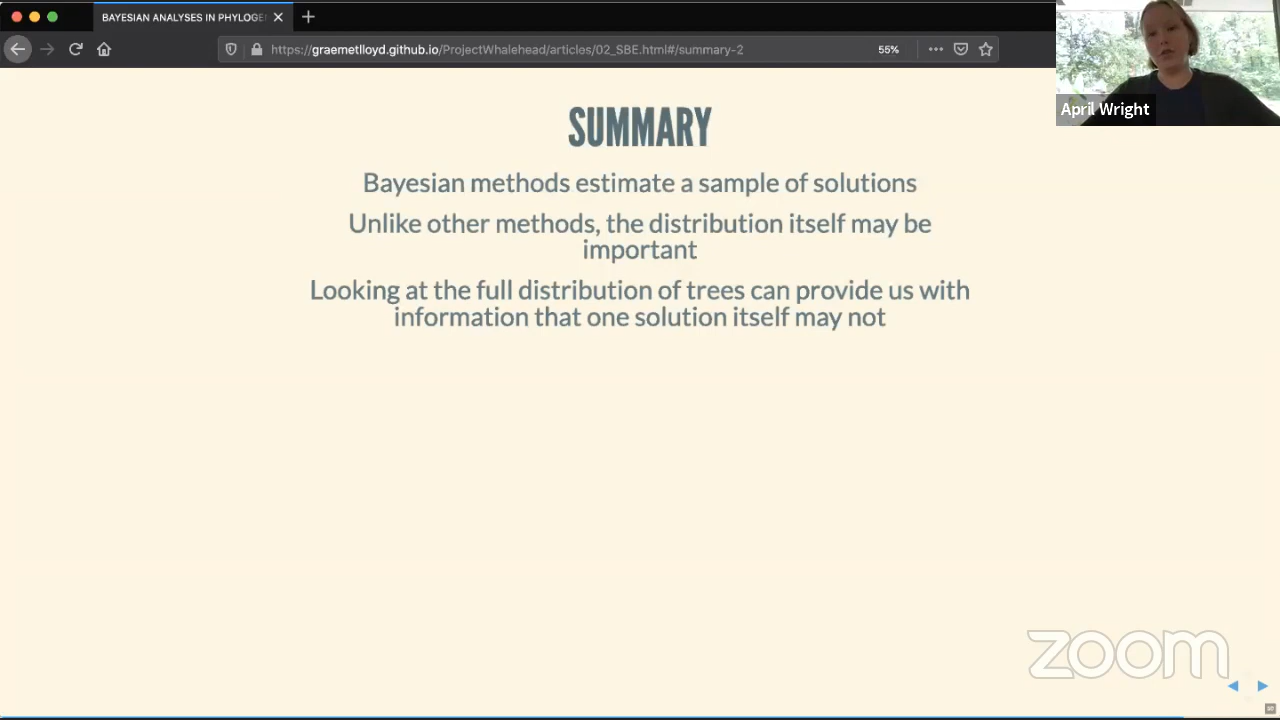 BAYESIAN ANALYSES IN PHYLOGE
https://graemetlloyd.github.io/ProjectWhalehead/articles/02_SBE.html#/summary-2
55%
April Wright
SUMMARY
Bayesian methods estimate a sample of solutions
Unlike other methods, the distribution itself may be
important
Looking at the full distribution of trees can provide us with
information that one solution itself may not
zoom